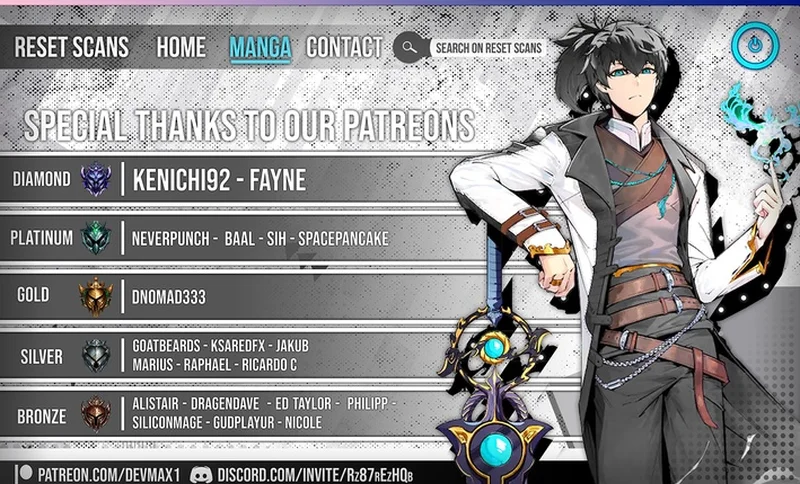 RESET SCANS HOME MANGA CONTACT SEARCH ON RESET SCANS
SPECIAL THANKS TO OUR PATREONS
DIAMOND KENICHI92 - FAYNE
PLATINUM NEVERPUNCH - BAAL - SIH - SPACEPANCAKE
GOLD DNOMAD333
SILVER GOATBEARDS - KSAREDFX - JAKUB
MARIUS - RAPHAEL - RICARDO C
BRONZE ALISTAIR - DRAGENDAVE - ED TAYLOR - PHILIPP -
SILICONMAGE - GUDPLAYUR - NICOLE
PATREON.COM/DEVMAX1 DISCORD.COM/INVITE/RZ87REZHQB